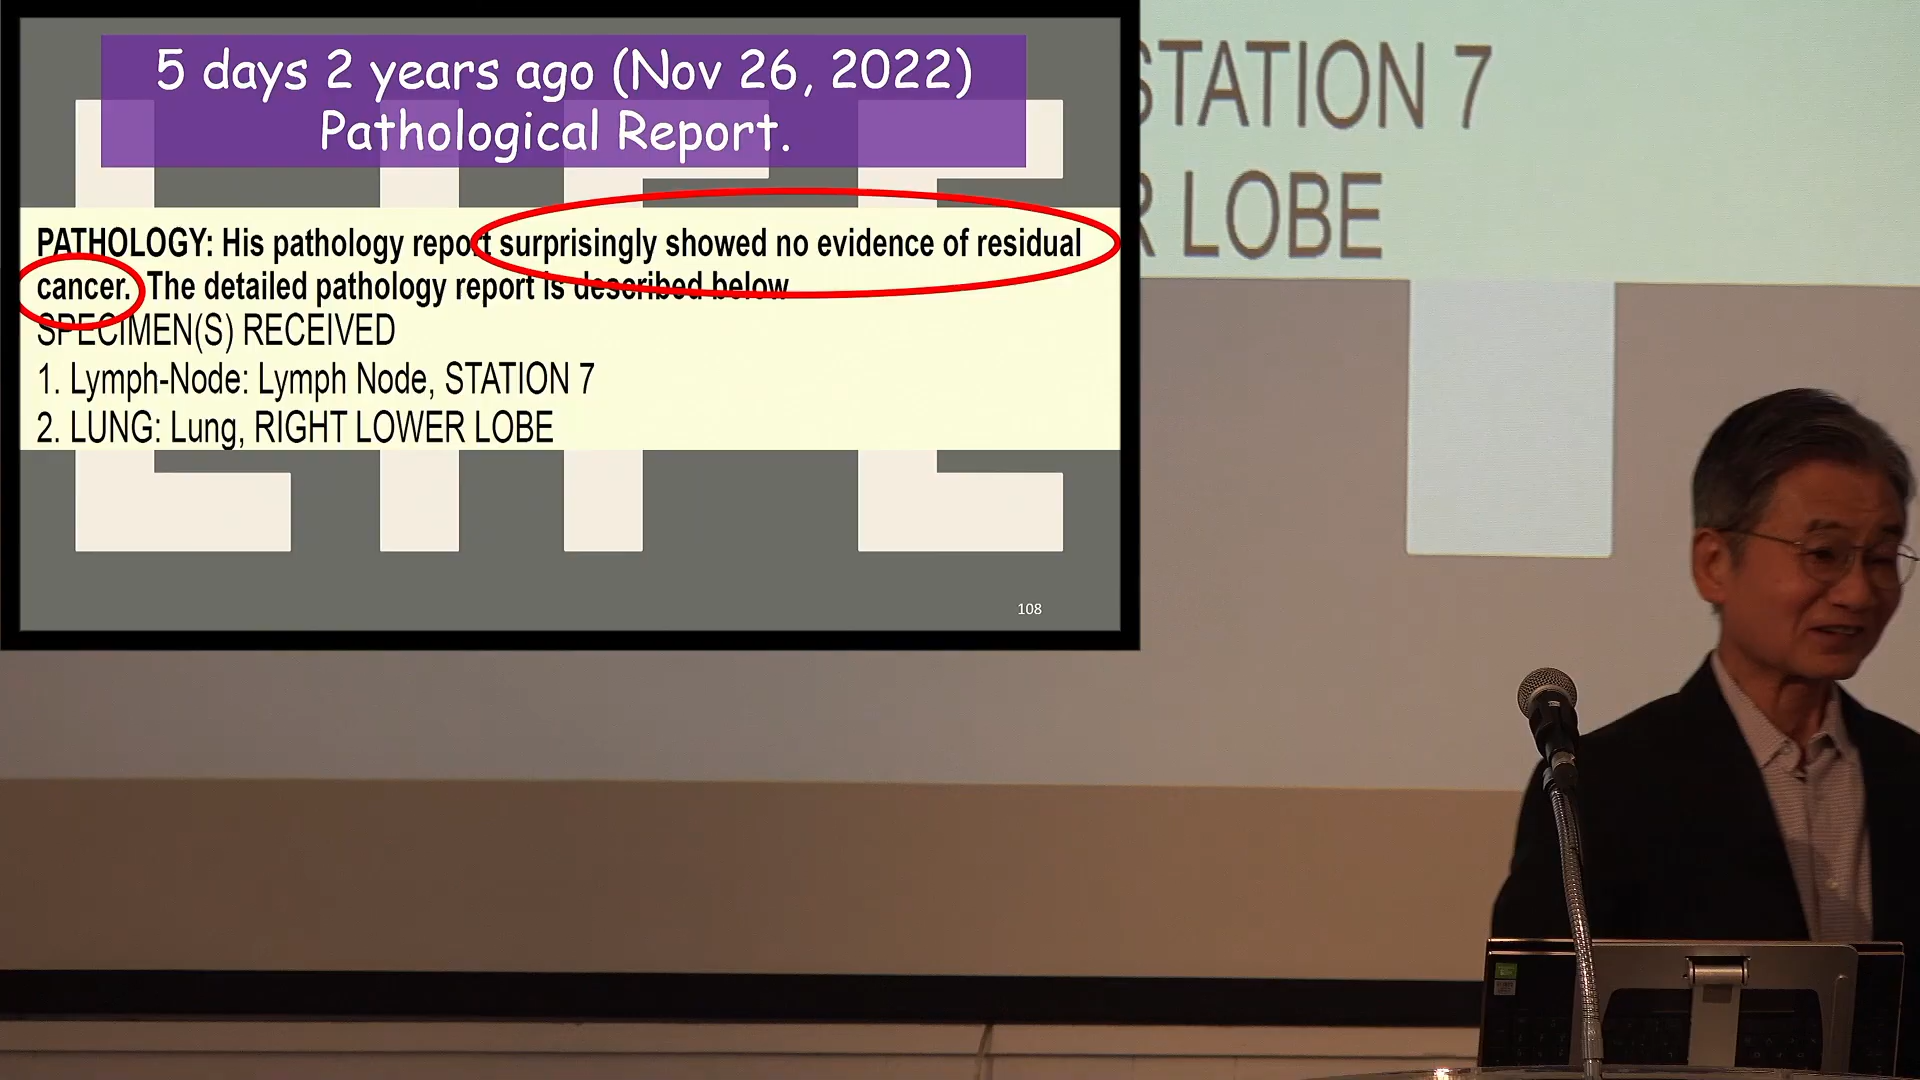 5 days 2 years ago (Nov 26, 2022)
Pathological Report.
PATHOLOGY: His pathology report surprisingly showed no evidence of residual
cancer. The detailed pathology report is described below
SPECIMEN(S) RECEIVED
1. Lymph-Node: Lymph Node, STATION 7
2. LUNG: Lung, RIGHT LOWER LOBE
108
STATION 7
R LOBE